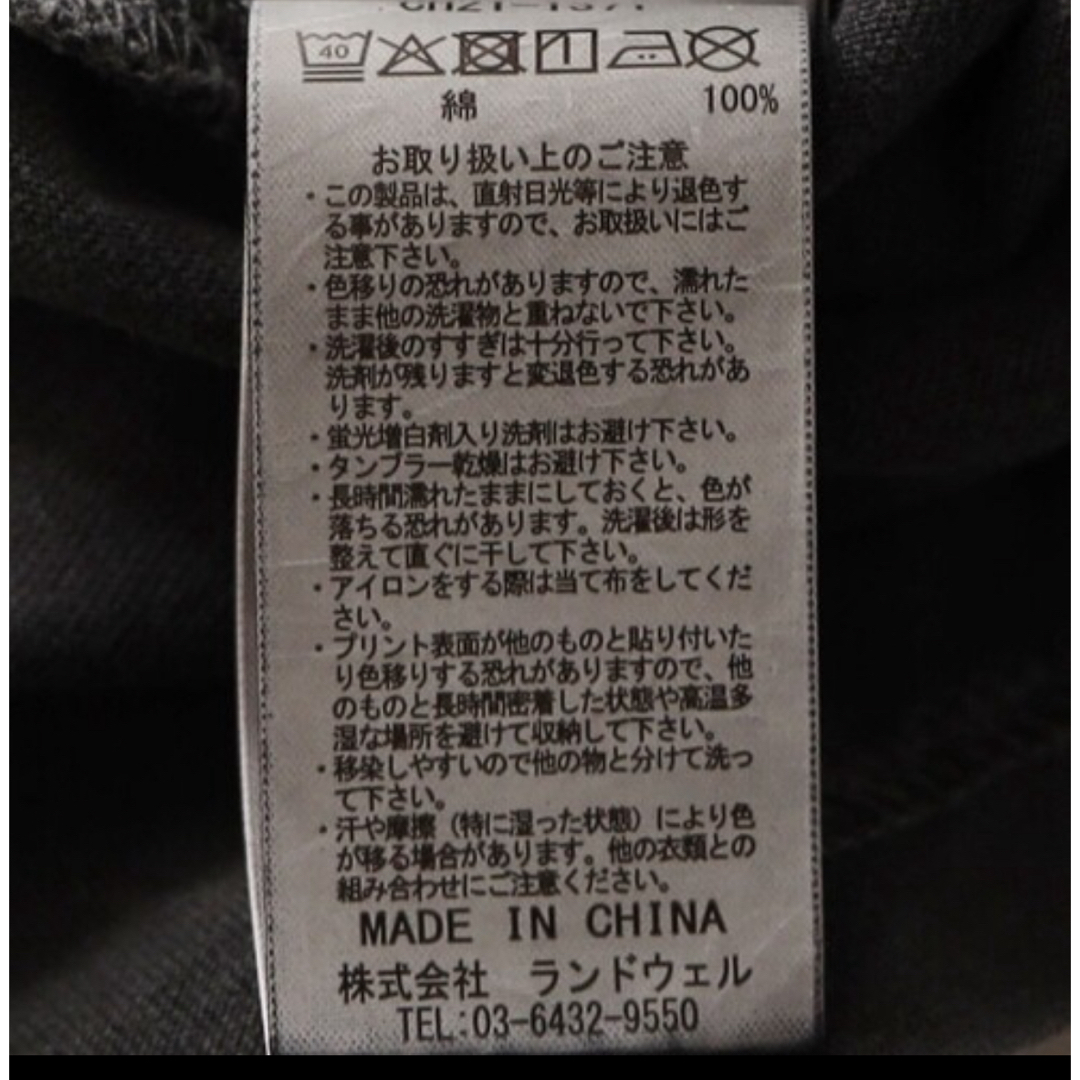 40
綿 100%
お取り扱い上のご注意
・この製品は、直射日光等により退色す
る事がありますので、お取扱いにはご
注意下さい。
・色移りの恐れがありますので、濡れた
まま他の洗濯物と重ねないで下さい。
・洗濯後のすすぎは十分行って下さい。
洗剤が残りますと変退色する恐れがあ
ります。
・蛍光増白剤入り洗剤はお避け下さい。
・タンブラー乾燥はお避け下さい。
・長時間濡れたままにしておくと、色が
落ちる恐れがあります。洗濯後は形を
整えて直ぐに干して下さい。
・アイロンをする際は当て布をしてくだ
さい。
・プリント表面が他のものと貼り付いた
り色移りする恐れがありますので、他
のものと長時間密着した状態や高温多
湿な場所を避けて収納して下さい。
・移染しやすいので他の物と分けて洗っ
て下さい。
・汗や摩擦（特に湿った状態）により色
が移る場合があります。他の衣類との
組み合わせにご注意ください。
MADE IN CHINA
株式会社 ランドウェル
TEL:03-6432-9550